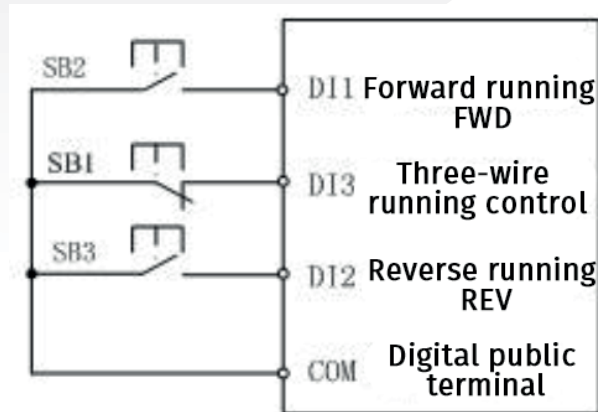 SB2
DI1 Forward running
FWD
SB1
DI3 Three-wire
running control
SB3
DI2 Reverse running
REV
COM Digital public
terminal